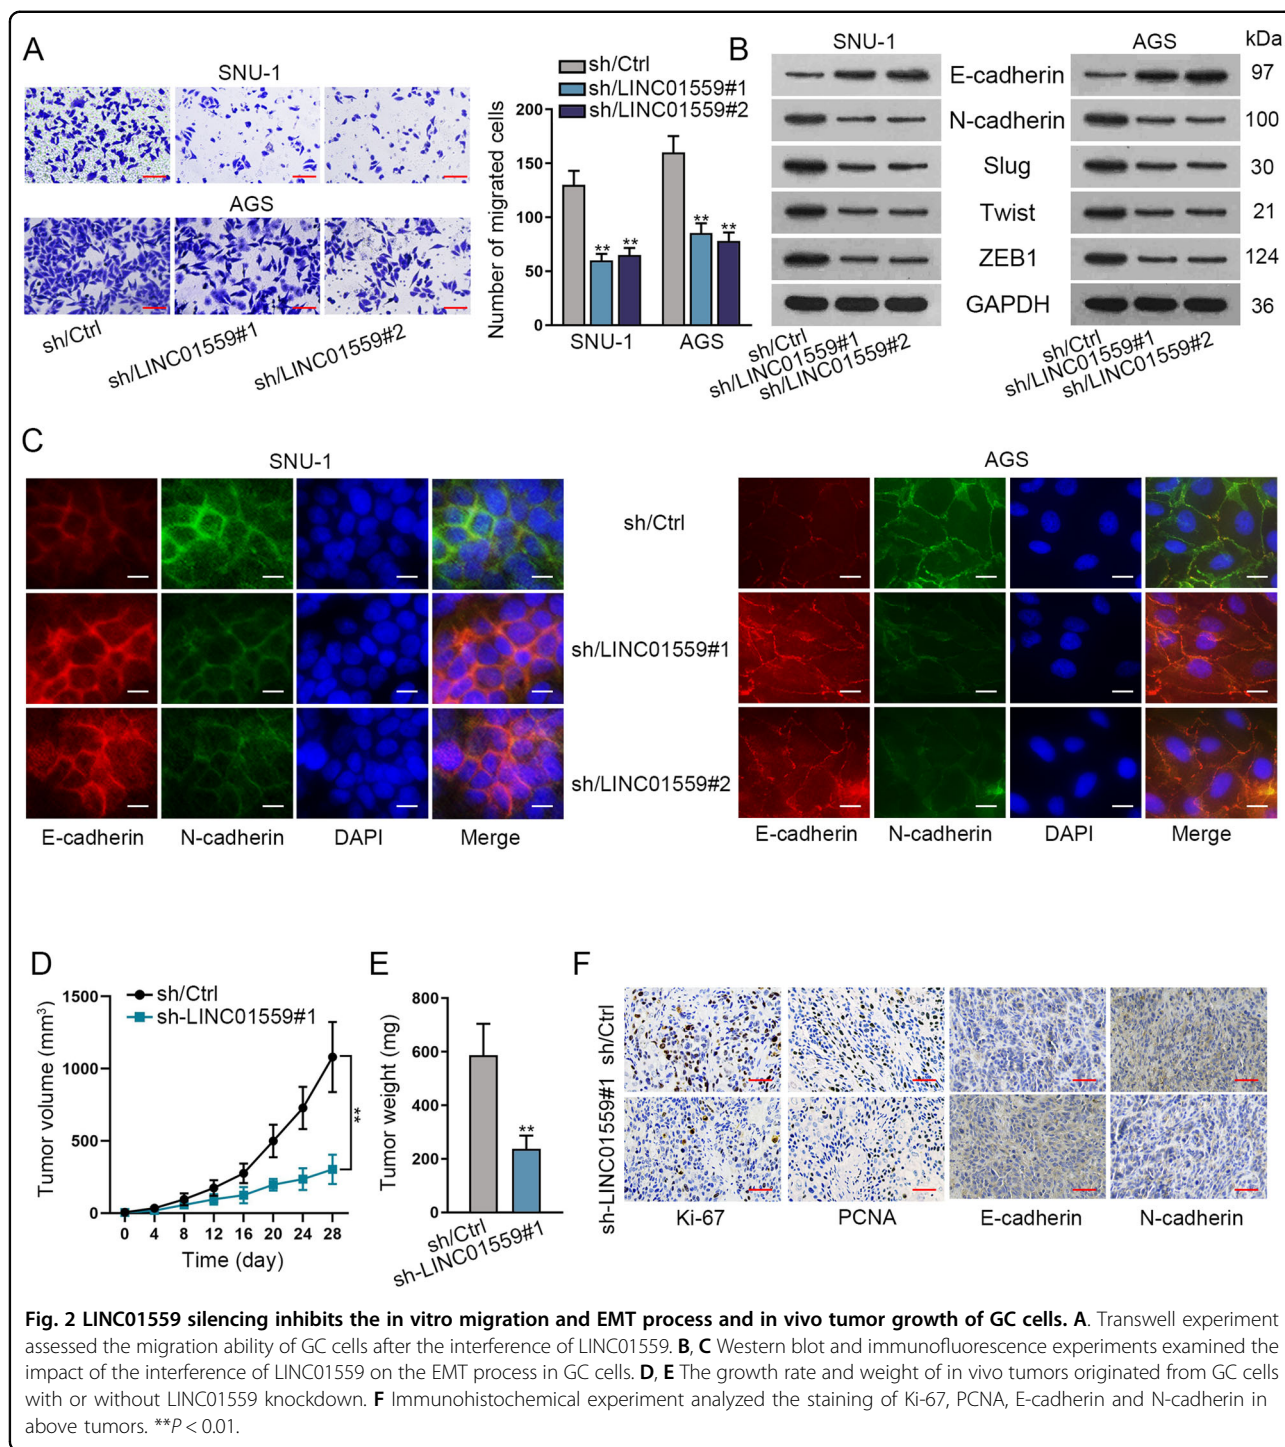 A
SNU-1
AGS
sh/Ctrl
sh/LINC01559#1
sh/LINC01559#2
sh/Ctrl
sh/LINC01559#1
sh/LINC01559#2
Number of migrated cells
200
150
100
50
0
**
**
**
**
SNU-1
AGS
B
SNU-1
AGS
kDa
E-cadherin
97
N-cadherin
100
Slug
30
Twist
21
ZEB1
124
GAPDH
36
sh/Ctrl
sh/LINC01559#1
sh/LINC01559#2
sh/Ctrl
sh/LINC01559#1
sh/LINC01559#2
C
SNU-1
AGS
sh/Ctrl
sh/LINC01559#1
sh/LINC01559#2
E-cadherin
N-cadherin
DAPI
Merge
E-cadherin
N-cadherin
DAPI
Merge
D
sh/Ctrl
sh-LINC01559#1
Tumor volume (mm³)
1500
1000
500
0
**
0 4 8 12 16 20 24 28
Time (day)
E
Tumor weight (mg)
800
600
400
200
0
**
sh/Ctrl
sh-LINC01559#1
F
sh/Ctrl
sh-LINC01559#1
Ki-67
PCNA
E-cadherin
N-cadherin
Fig. 2 LINC01559 silencing inhibits the in vitro migration and EMT process and in vivo tumor growth of GC cells. A. Transwell experiment
assessed the migration ability of GC cells after the interference of LINC01559. B, C Western blot and immunofluorescence experiments examined the
impact of the interference of LINC01559 on the EMT process in GC cells. D, E The growth rate and weight of in vivo tumors originated from GC cells
with or without LINC01559 knockdown. F Immunohistochemical experiment analyzed the staining of Ki-67, PCNA, E-cadherin and N-cadherin in
above tumors. **P < 0.01.